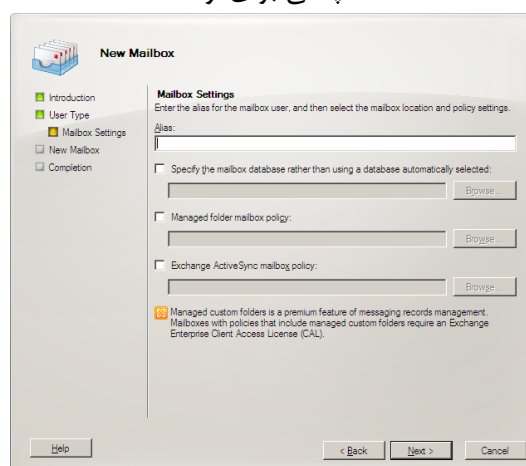 New Mailbox
Introduction
User Type
Mailbox Settings
New Mailbox
Completion
Mailbox Settings
Enter the alias for the mailbox user, and then select the mailbox location and policy settings.
Alias:
Specify the mailbox database rather than using a database automatically selected:
Browse...
Managed folder mailbox policy:
Browse...
Exchange ActiveSync mailbox policy:
Browse...
Managed custom folders is a premium feature of messaging records management.
Mailboxes with policies that include managed custom folders require an Exchange
Enterprise Client Access License (CAL).
Help
< Back
Next >
Cancel